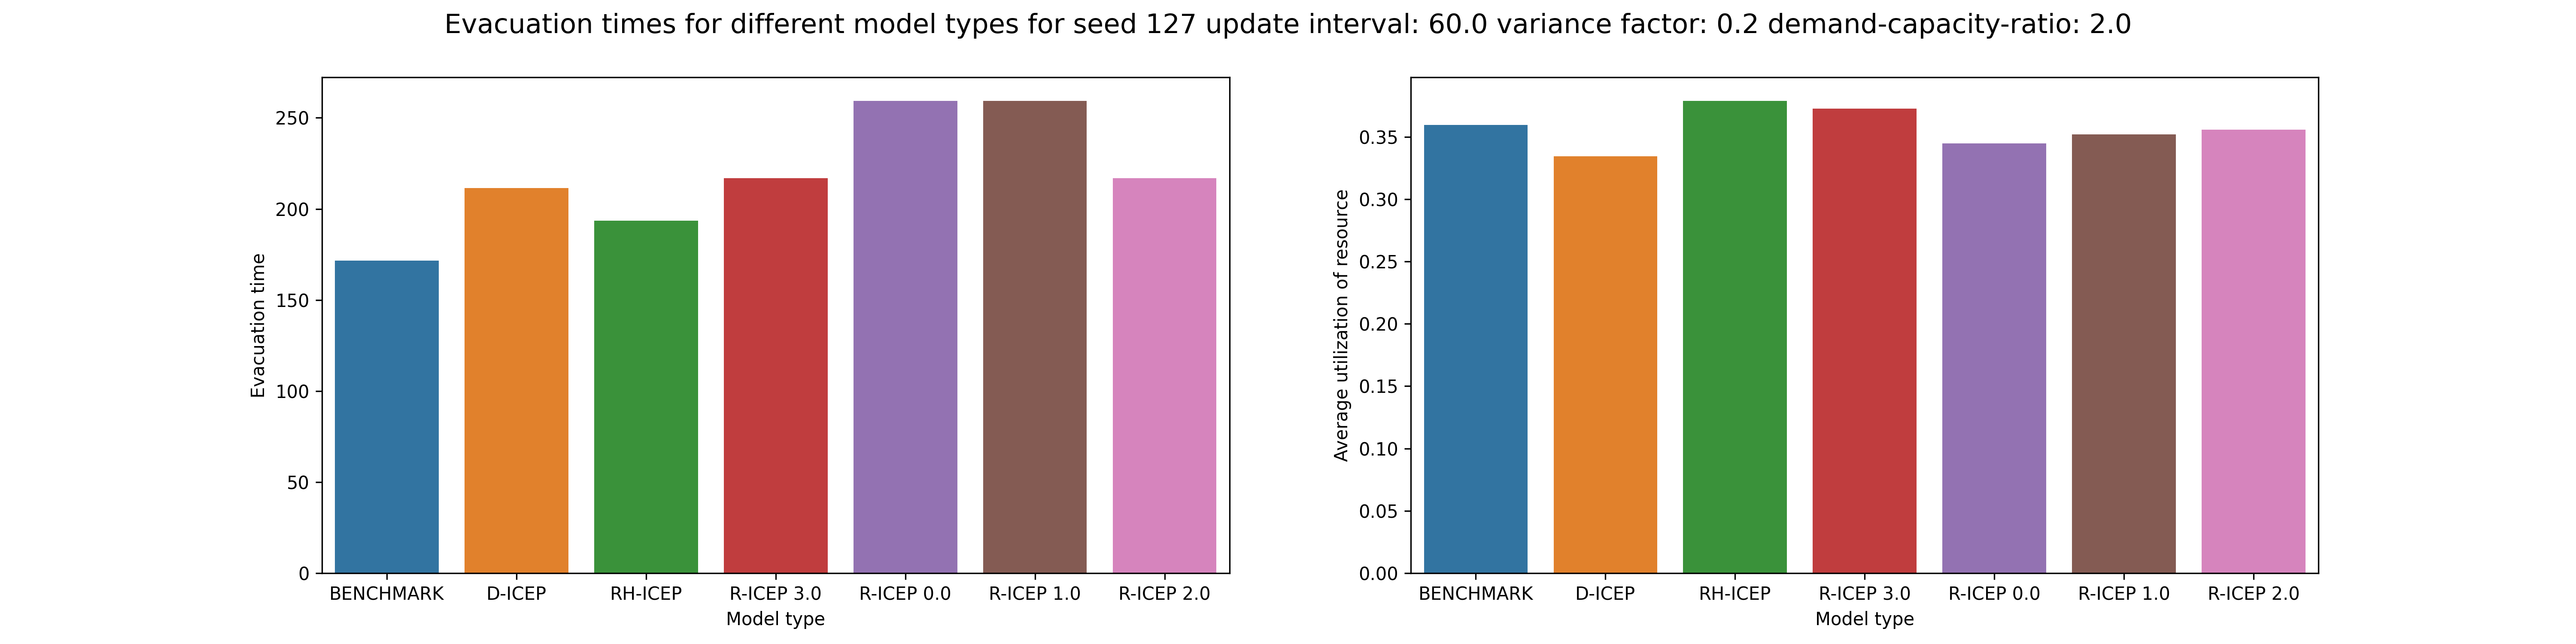 Evacuation times for different model types for seed 127 update interval: 60.0 variance factor: 0.2 demand-capacity-ratio: 2.0
Evacuation time
250
200
150
100
50
0
BENCHMARK D-ICEP RH-ICEP R-ICEP 3.0 R-ICEP 0.0 R-ICEP 1.0 R-ICEP 2.0
Model type
Average utilization of resource
0.35
0.30
0.25
0.20
0.15
0.10
0.05
0.00
BENCHMARK D-ICEP RH-ICEP R-ICEP 3.0 R-ICEP 0.0 R-ICEP 1.0 R-ICEP 2.0
Model type